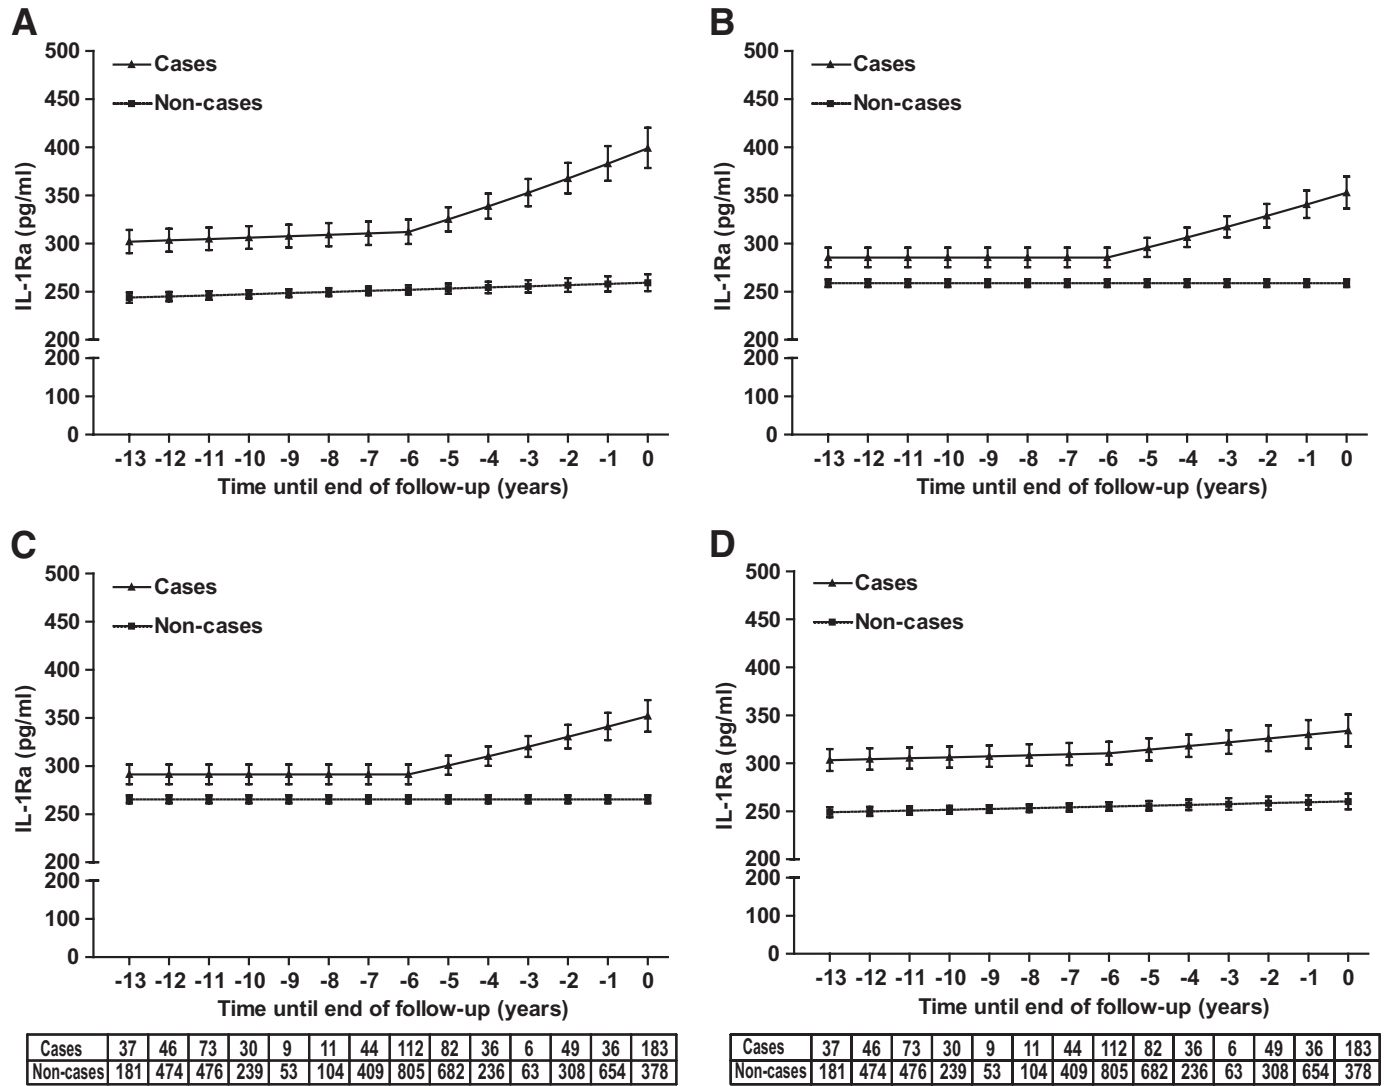 A
500
450
400
350
300
250
200
200
100
0
IL-1Ra (pg/ml)
Cases
Non-cases
-13 -12 -11 -10 -9 -8 -7 -6 -5 -4 -3 -2 -1 0
Time until end of follow-up (years)
B
500
450
400
350
300
250
200
200
100
0
IL-1Ra (pg/ml)
Cases
Non-cases
-13 -12 -11 -10 -9 -8 -7 -6 -5 -4 -3 -2 -1 0
Time until end of follow-up (years)
C
500
450
400
350
300
250
200
200
100
0
IL-1Ra (pg/ml)
Cases
Non-cases
-13 -12 -11 -10 -9 -8 -7 -6 -5 -4 -3 -2 -1 0
Time until end of follow-up (years)
Cases 37 46 73 30 9 11 44 112 82 36 6 49 36 183
Non-cases 181 474 476 239 53 104 409 805 682 236 63 308 654 378
D
500
450
400
350
300
250
200
200
100
0
IL-1Ra (pg/ml)
Cases
Non-cases
-13 -12 -11 -10 -9 -8 -7 -6 -5 -4 -3 -2 -1 0
Time until end of follow-up (years)
Cases 37 46 73 30 9 11 44 112 82 36 6 49 36 183
Non-cases 181 474 476 239 53 104 409 805 682 236 63 308 654 378